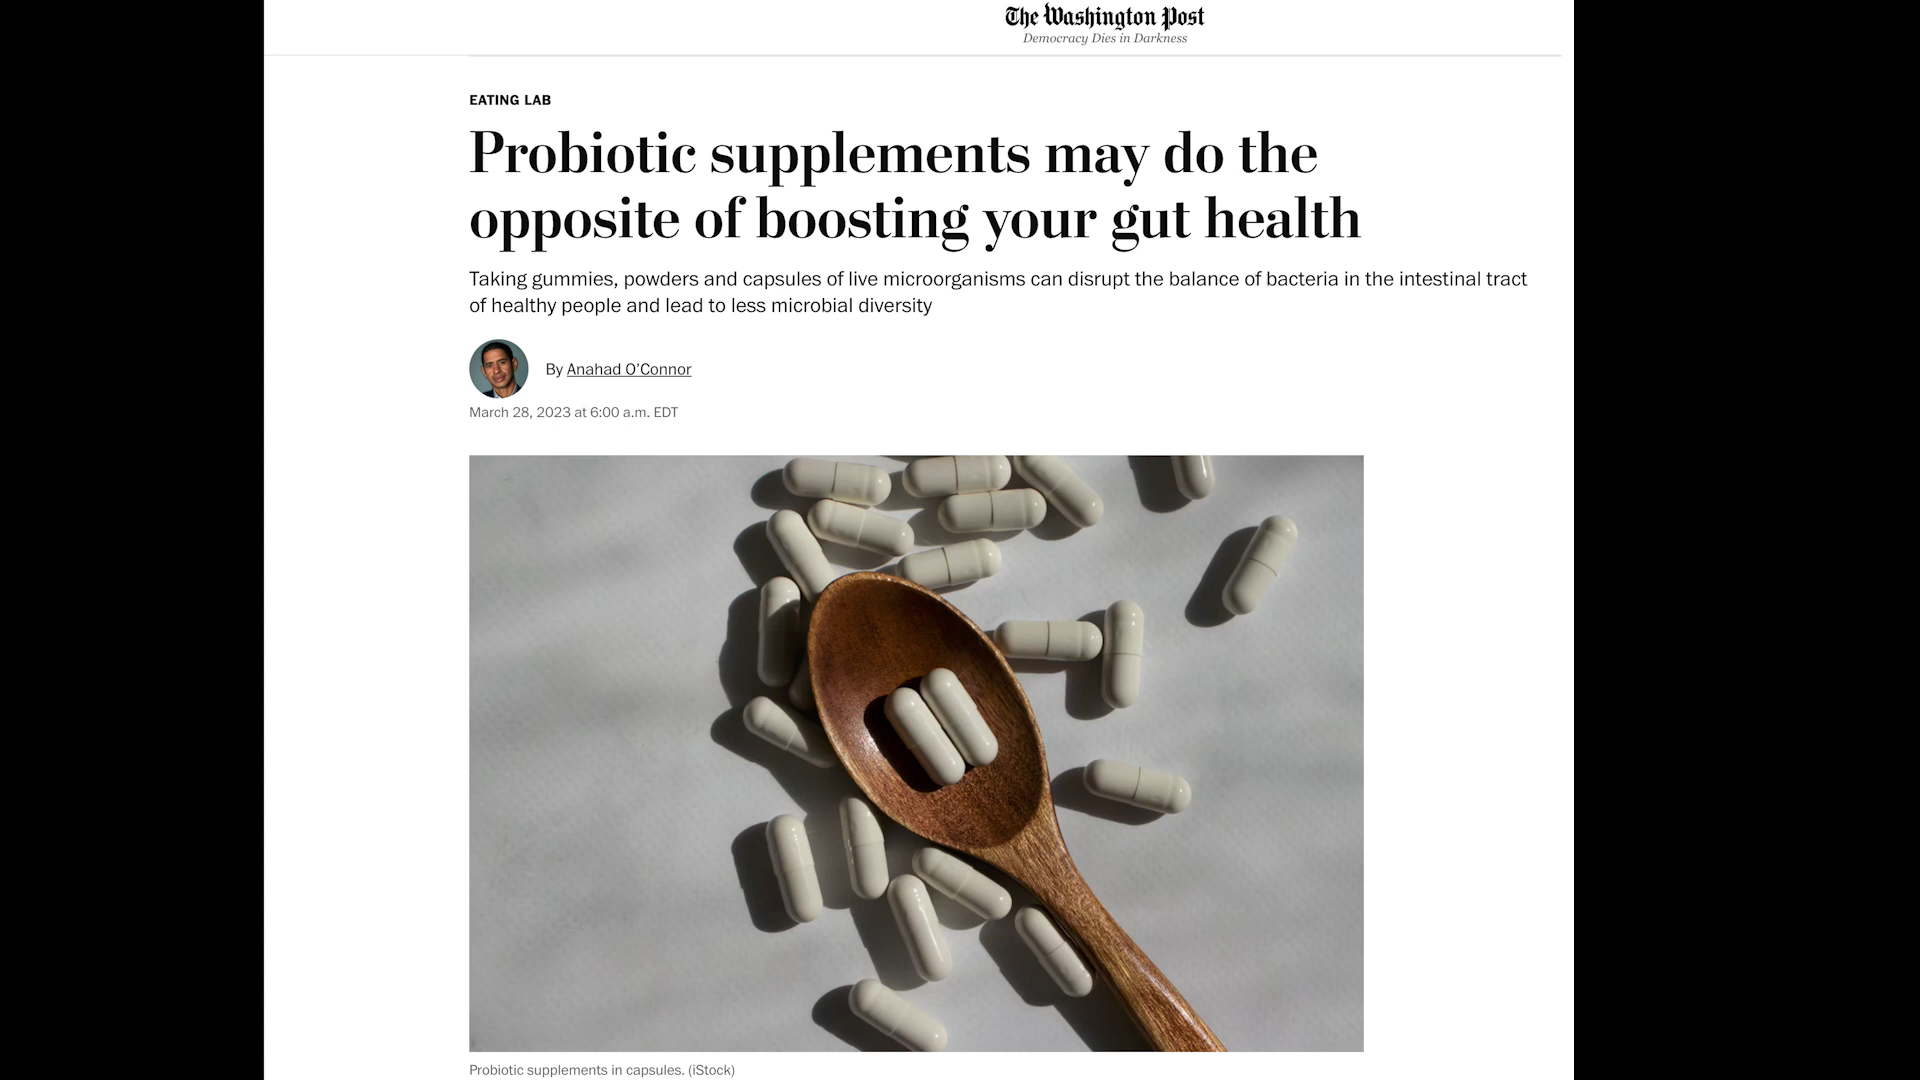 The Washington Post
Democracy Dies in Darkness
EATING LAB
Probiotic supplements may do the
opposite of boosting your gut health
Taking gummies, powders and capsules of live microorganisms can disrupt the balance of bacteria in the intestinal tract
of healthy people and lead to less microbial diversity
By Anahad O’Connor
March 28, 2023 at 6:00 a.m. EDT
Probiotic supplements in capsules. (iStock)